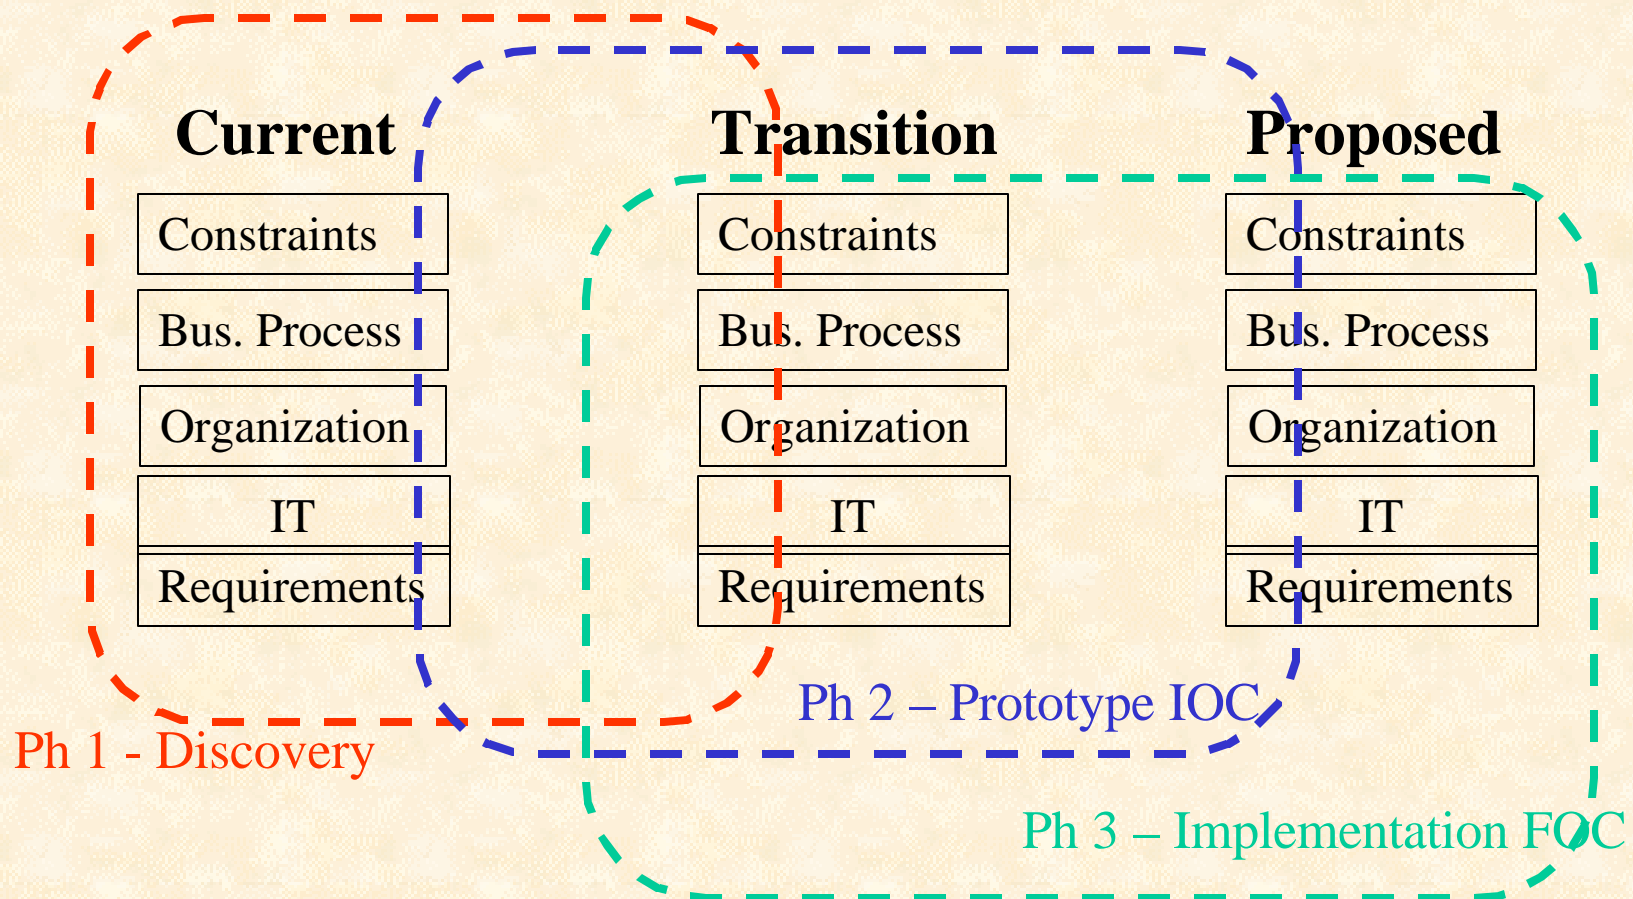 Current
Transition
Proposed
Constraints
Constraints
Constraints
Bus. Process
Bus. Process
Bus. Process
Organization
Organization
Organization
IT
IT
IT
Requirements
Requirements
Requirements
Ph 2 – Prototype IOC
Ph 1 - Discovery
Ph 3 – Implementation FOC